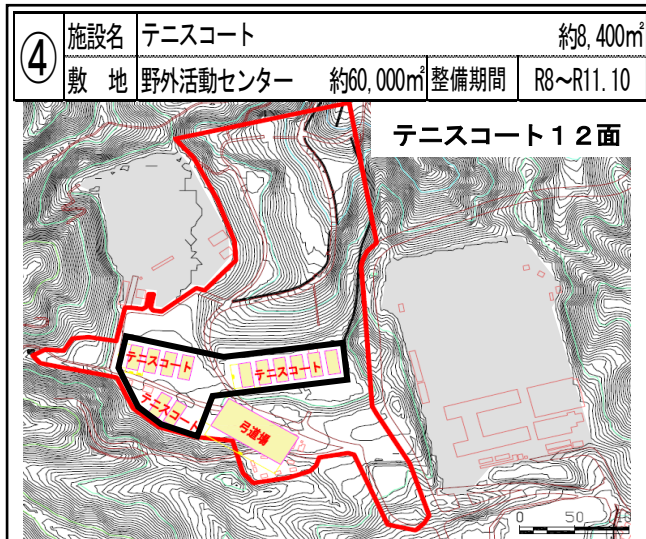 ④
施設名 テニスコート 約8,400㎡
敷 地 野外活動センター 約60,000㎡ 整備期間 R8～R11.10
テニスコート１２面
テニスコート
テニスコート
テニスコート
弓道場
0 50